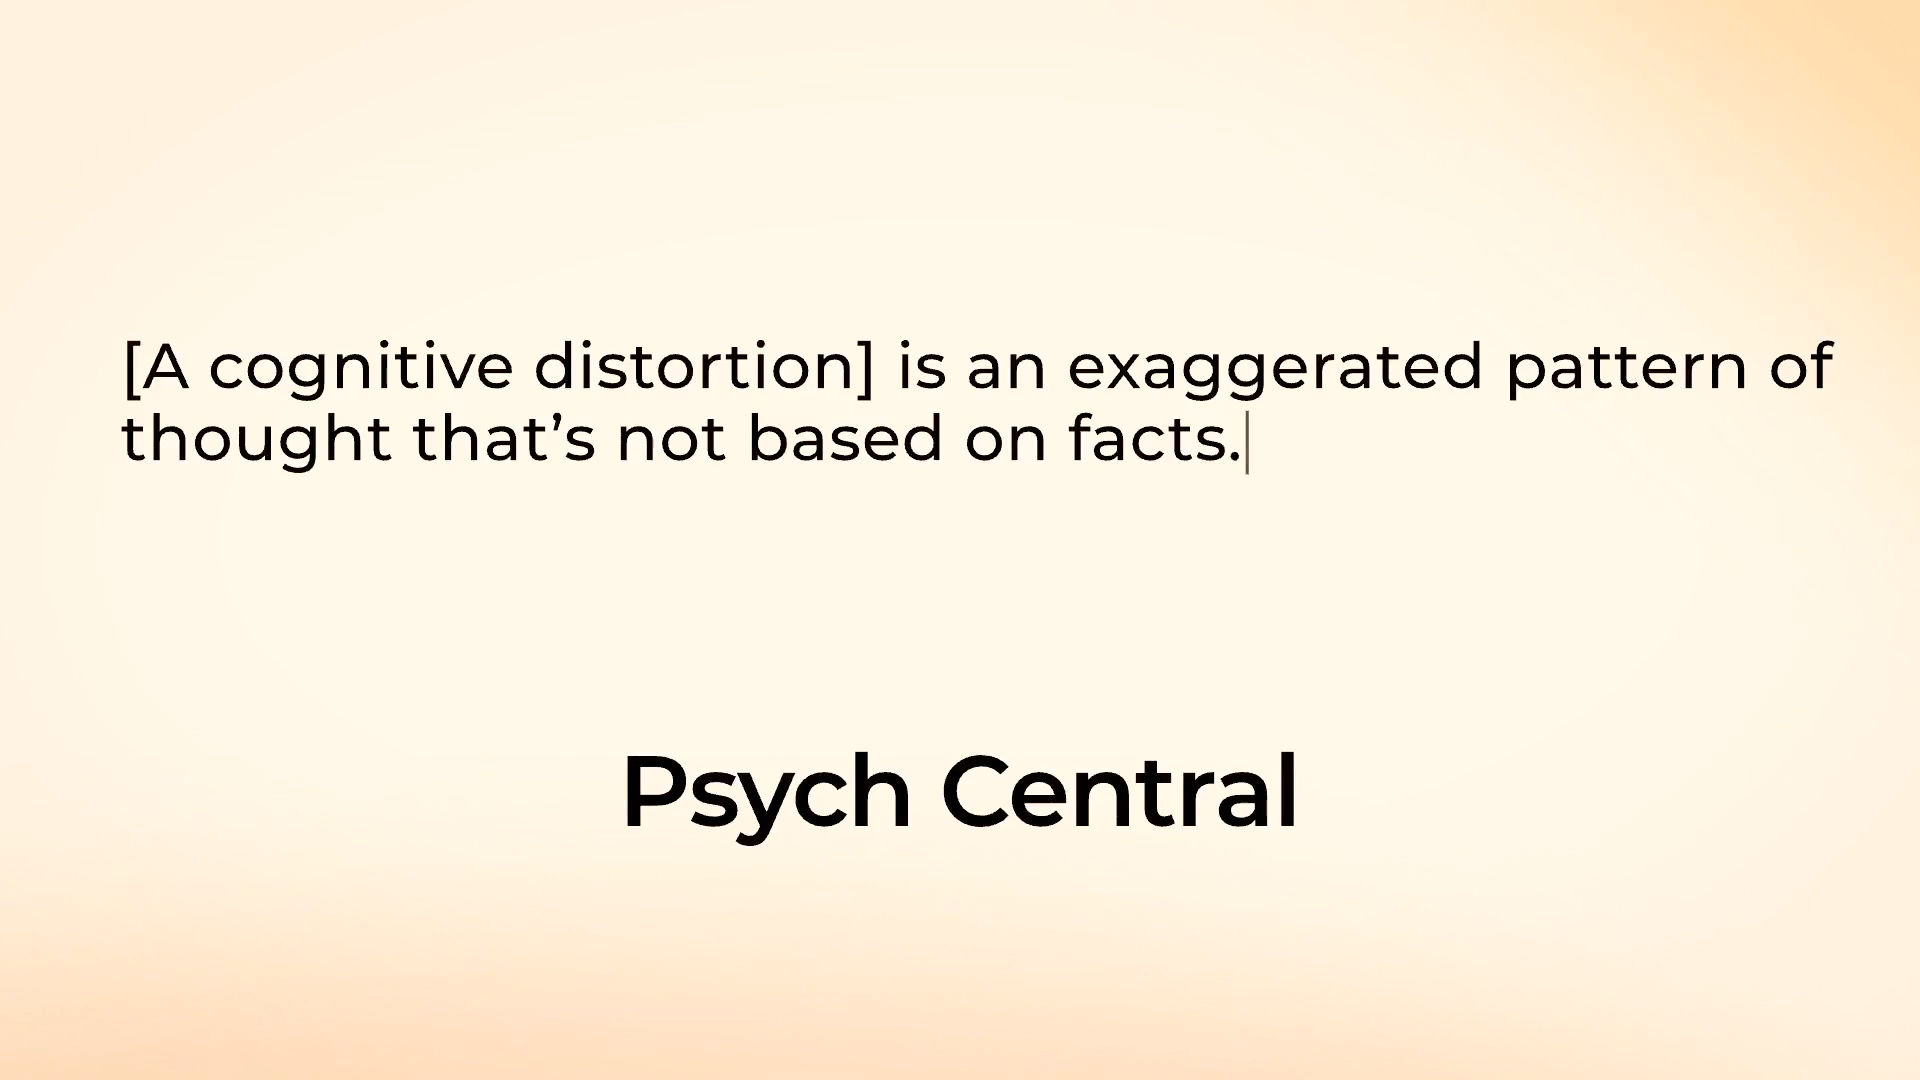 [A cognitive distortion] is an exaggerated pattern of
thought that’s not based on facts.
Psych Central